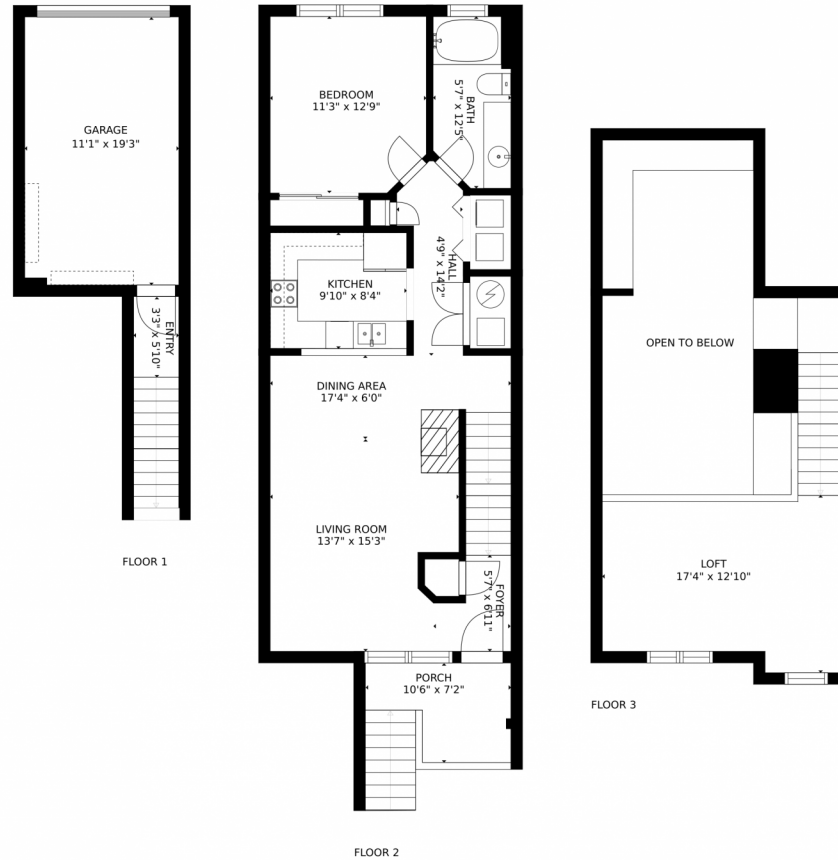 GARAGE
11'1" x 19'3"
ENTRY
3'3" x 5'10"
FLOOR 1
BEDROOM
11'3" x 12'9"
BATH
5'7" x 12'5"
HALL
4'9" x 14'2"
KITCHEN
9'10" x 8'4"
DINING AREA
17'4" x 6'0"
LIVING ROOM
13'7" x 15'3"
FOYER
5'7" x 6'11"
PORCH
10'6" x 7'2"
FLOOR 2
OPEN TO BELOW
LOFT
17'4" x 12'10"
FLOOR 3